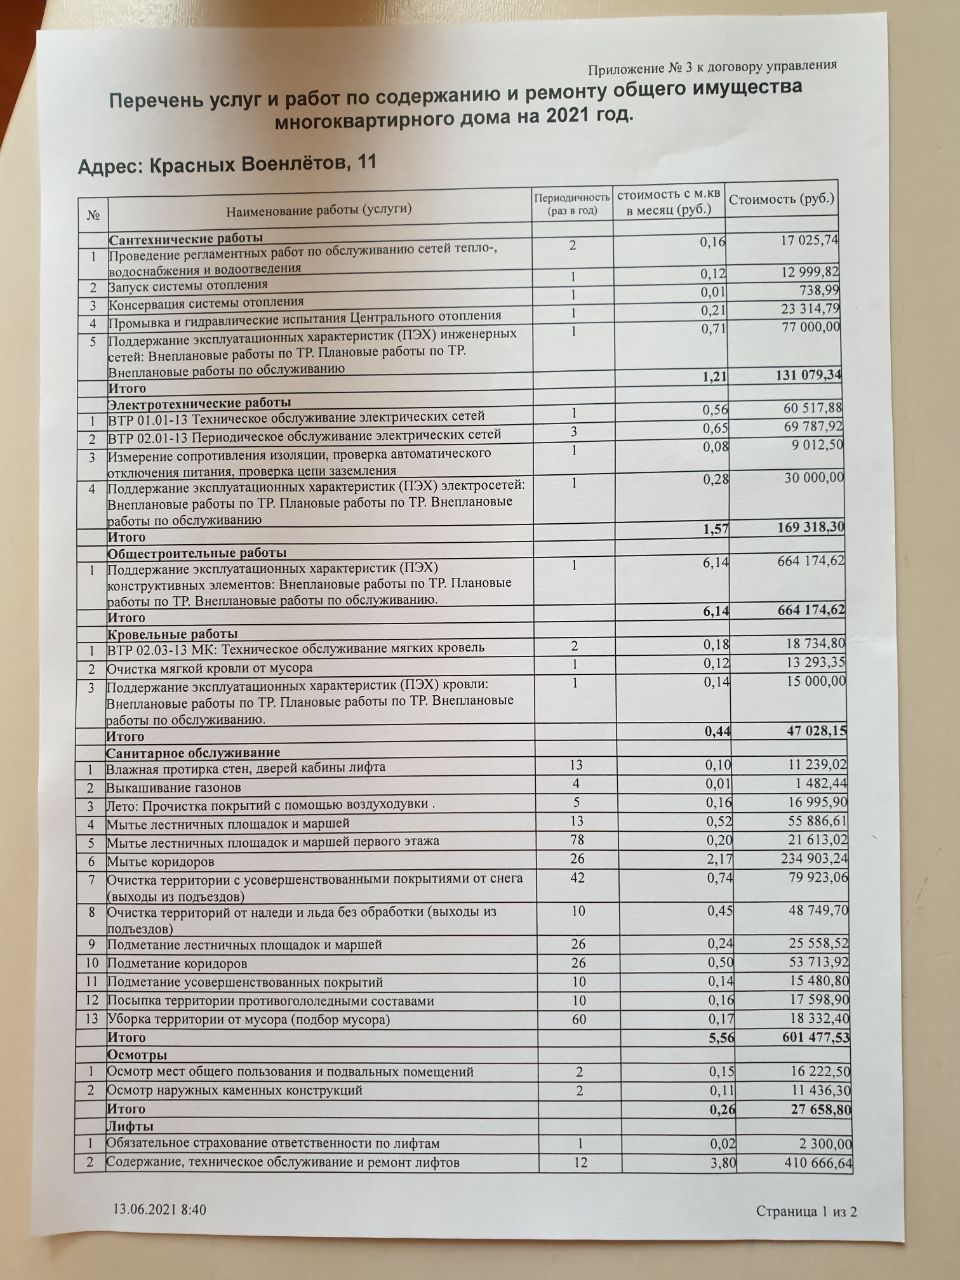 Приложение № 3 к договору управления
Перечень услуг и работ по содержанию и ремонту общего имущества
многоквартирного дома на 2021 год.
Адрес: Красных Военлётов, 11
№ Наименование работы (услуги) Периодичность (раз в год) стоимость с м.кв в месяц (руб.) Стоимость (руб.)
Сантехнические работы
1 Проведение регламентных работ по обслуживанию сетей тепло-, 2 0,16 17 025,74
водоснабжения и водоотведения
2 Запуск системы отопления 1 0,12 12 999,82
3 Консервация системы отопления 1 0,01 738,99
4 Промывка и гидравлические испытания Центрального отопления 1 0,21 23 314,79
5 Поддержание эксплуатационных характеристик (ПЭХ) инженерных 1 0,71 77 000,00
сетей: Внеплановые работы по ТР. Плановые работы по ТР.
Внеплановые работы по обслуживанию
Итого 1,21 131 079,34
Электротехнические работы
1 ВТР 01.01-13 Техническое обслуживание электрических сетей 1 0,56 60 517,88
2 ВТР 02.01-13 Периодическое обслуживание электрических сетей 3 0,65 69 787,92
3 Измерение сопротивления изоляции, проверка автоматического 1 0,08 9 012,50
отключения питания, проверка цепи заземления
4 Поддержание эксплуатационных характеристик (ПЭХ) электросетей: 1 0,28 30 000,00
Внеплановые работы по ТР. Плановые работы по ТР. Внеплановые
работы по обслуживанию
Итого 1,57 169 318,30
Общестроительные работы
1 Поддержание эксплуатационных характеристик (ПЭХ) 1 6,14 664 174,62
конструктивных элементов: Внеплановые работы по ТР. Плановые
работы по ТР. Внеплановые работы по обслуживанию.
Итого 6,14 664 174,62
Кровельные работы
1 ВТР 02.03-13 МК: Техническое обслуживание мягких кровель 2 0,18 18 734,80
2 Очистка мягкой кровли от мусора 1 0,12 13 293,35
3 Поддержание эксплуатационных характеристик (ПЭХ) кровли: 1 0,14 15 000,00
Внеплановые работы по ТР. Плановые работы по ТР. Внеплановые
работы по обслуживанию.
Итого 0,44 47 028,15
Санитарное обслуживание
1 Влажная протирка стен, дверей кабины лифта 13 0,10 11 239,02
2 Выкашивание газонов 4 0,01 1 482,44
3 Лето: Прочистка покрытий с помощью воздуходувки . 5 0,16 16 995,90
4 Мытье лестничных площадок и маршей 13 0,52 55 886,61
5 Мытье лестничных площадок и маршей первого этажа 78 0,20 21 613,02
6 Мытье коридоров 26 2,17 234 903,24
7 Очистка территории с усовершенствованными покрытиями от снега 42 0,74 79 923,06
(выходы из подъездов)
8 Очистка территорий от наледи и льда без обработки (выходы из 10 0,45 48 749,70
подъездов)
9 Подметание лестничных площадок и маршей 26 0,24 25 558,52
10 Подметание коридоров 26 0,50 53 713,92
11 Подметание усовершенствованных покрытий 10 0,14 15 480,80
12 Посыпка территории противогололедными составами 10 0,16 17 598,90
13 Уборка территории от мусора (подбор мусора) 60 0,17 18 332,40
Итого 5,56 601 477,53
Осмотры
1 Осмотр мест общего пользования и подвальных помещений 2 0,15 16 222,50
2 Осмотр наружных каменных конструкций 2 0,11 11 436,30
Итого 0,26 27 658,80
Лифты
1 Обязательное страхование ответственности по лифтам 1 0,02 2 300,00
2 Содержание, техническое обслуживание и ремонт лифтов 12 3,80 410 666,64
13.06.2021 8:40 Страница 1 из 2